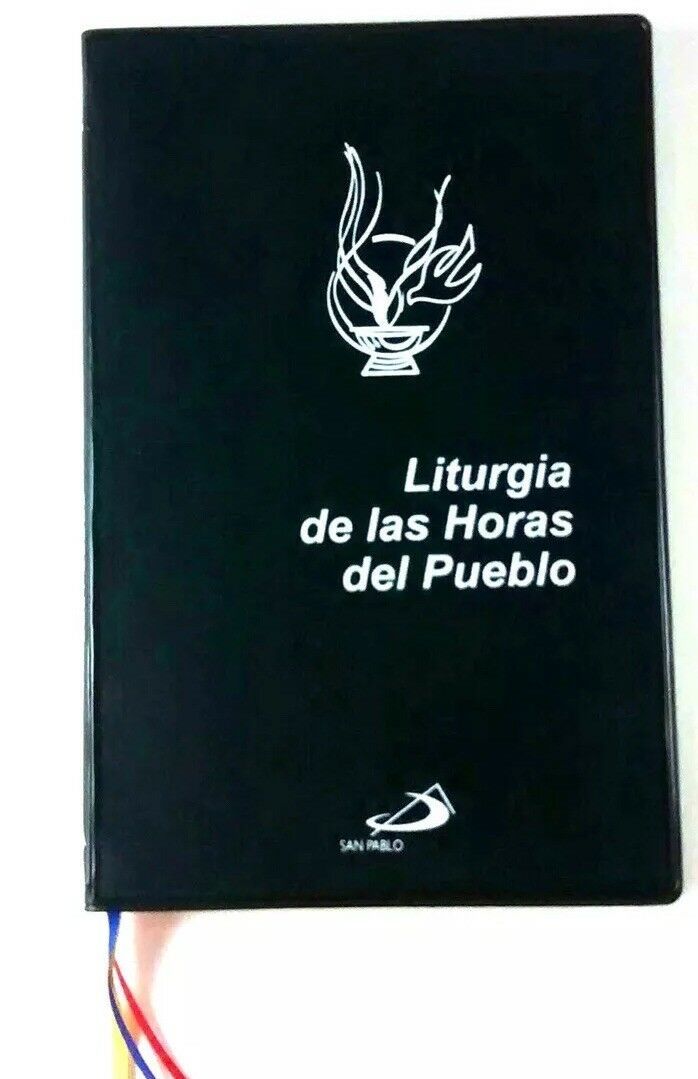 Liturgia
de las Horas
del Pueblo
SAN PABLO